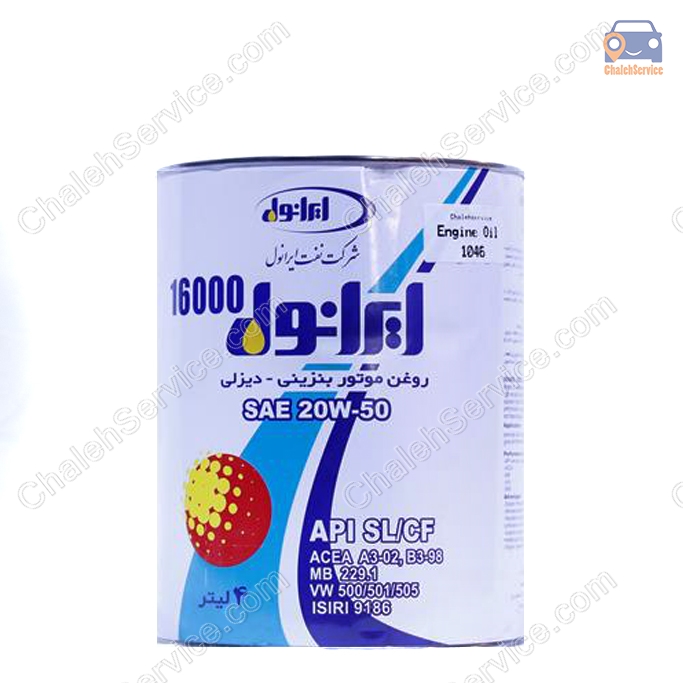 ChalehService
ایرانول
شرکت نفت ایرانول
Chalehservice
Engine Oil
1046
16000
ایرانول
روغن موتور بنزینی - دیزلی
SAE 20W-50
API SL/CF
ACEA A3-02, B3-98
MB 229.1
VW 500/501/505
ISIRI 9186
۴ لیتر
ChalehService.com